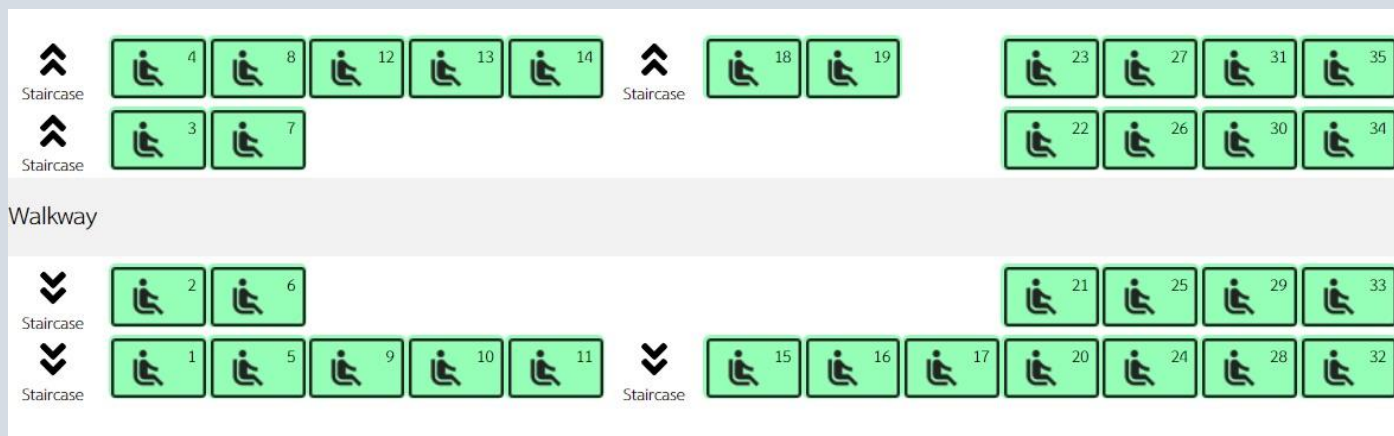 4 8 12 13 14 18 19 23 27 31 35
Staircase Staircase
3 7 22 26 30 34
Staircase
Walkway
2 6 21 25 29 33
Staircase
1 5 9 10 11 15 16 17 20 24 28 32
Staircase Staircase